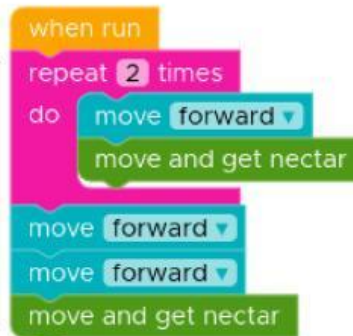 when run
repeat 2 times
do move forward
move and get nectar
move forward
move forward
move and get nectar